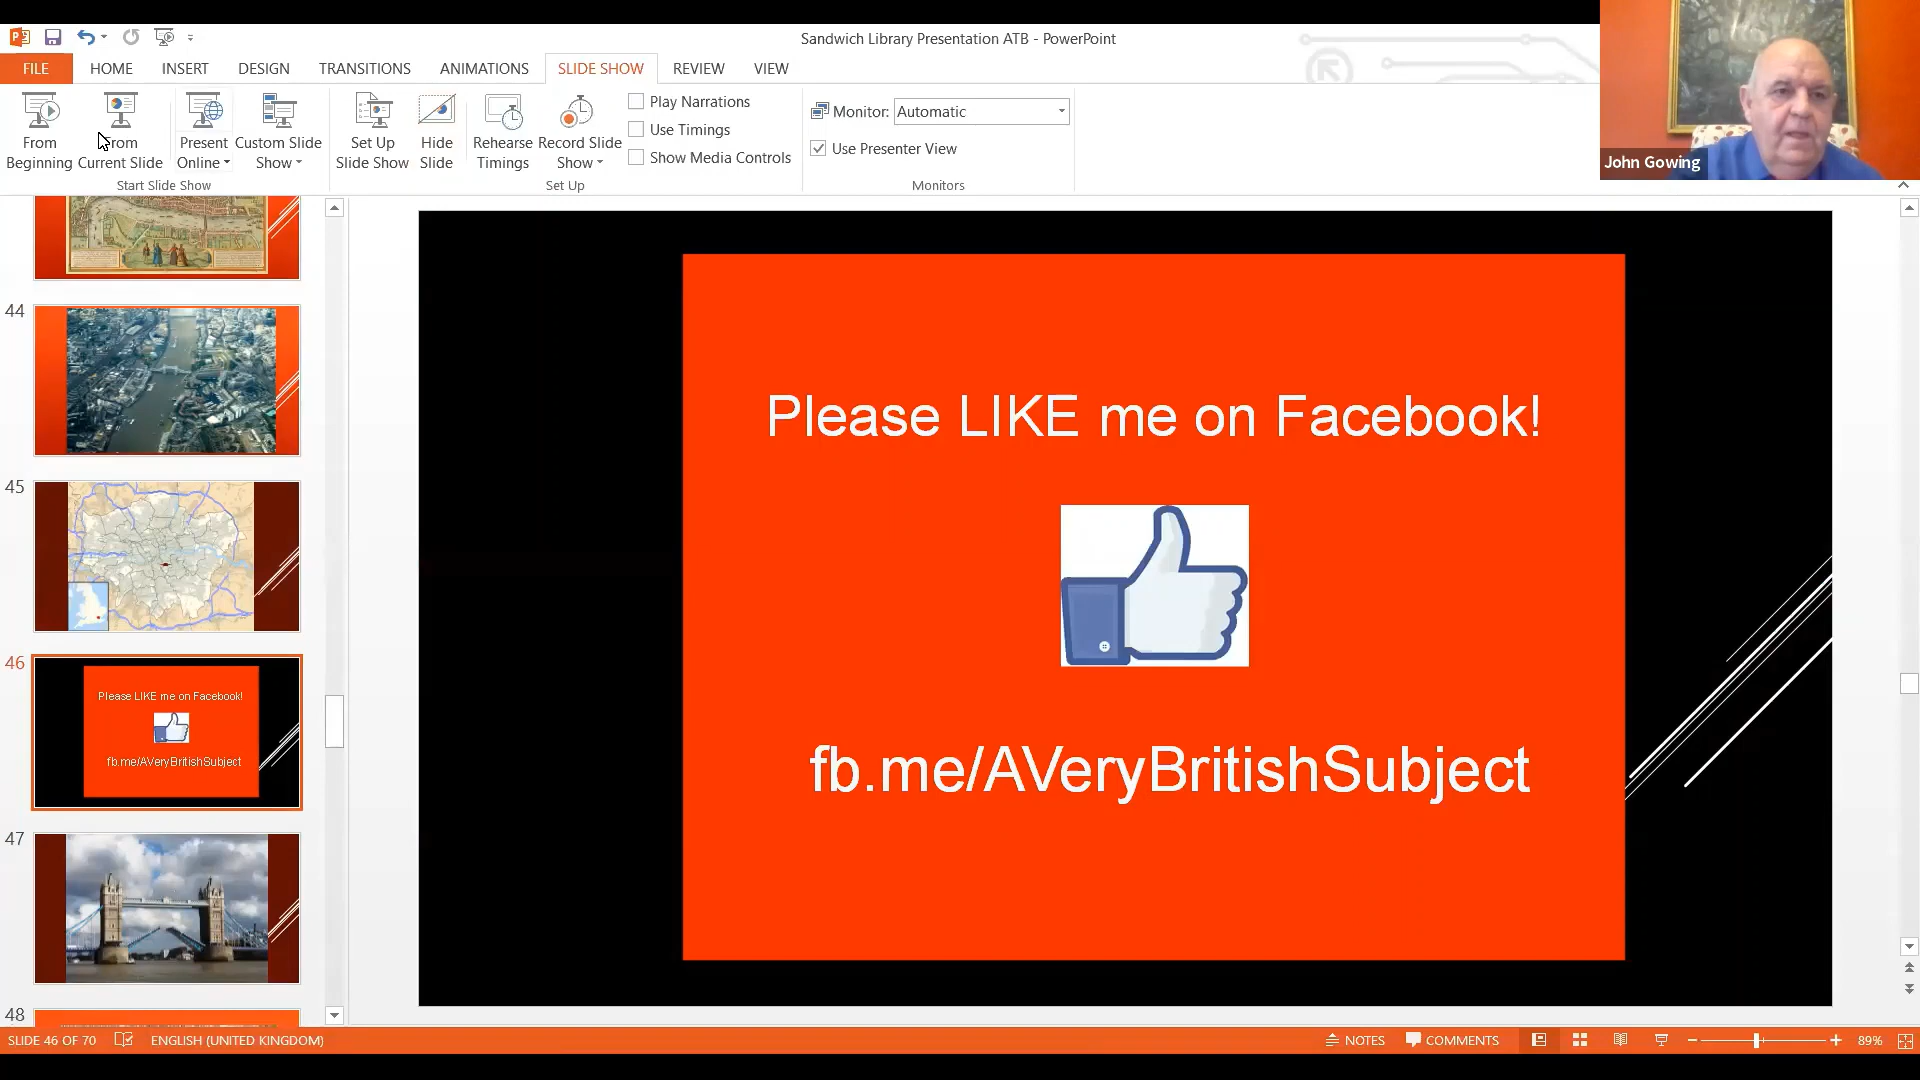 Sandwich Library Presentation ATB - PowerPoint
FILE HOME INSERT DESIGN TRANSITIONS ANIMATIONS SLIDE SHOW REVIEW VIEW
From Beginning
From Current Slide
Present Online
Custom Slide Show
Start Slide Show
Set Up Slide Show
Hide Slide
Rehearse Timings
Record Slide Show
Play Narrations
Use Timings
Show Media Controls
Set Up
Monitor: Automatic
Use Presenter View
Monitors
John Gowing
44
45
46
Please LIKE me on Facebook!
fb.me/AVeryBritishSubject
47
48
Please LIKE me on Facebook!
fb.me/AVeryBritishSubject
SLIDE 46 OF 70 ENGLISH (UNITED KINGDOM) NOTES COMMENTS 89%